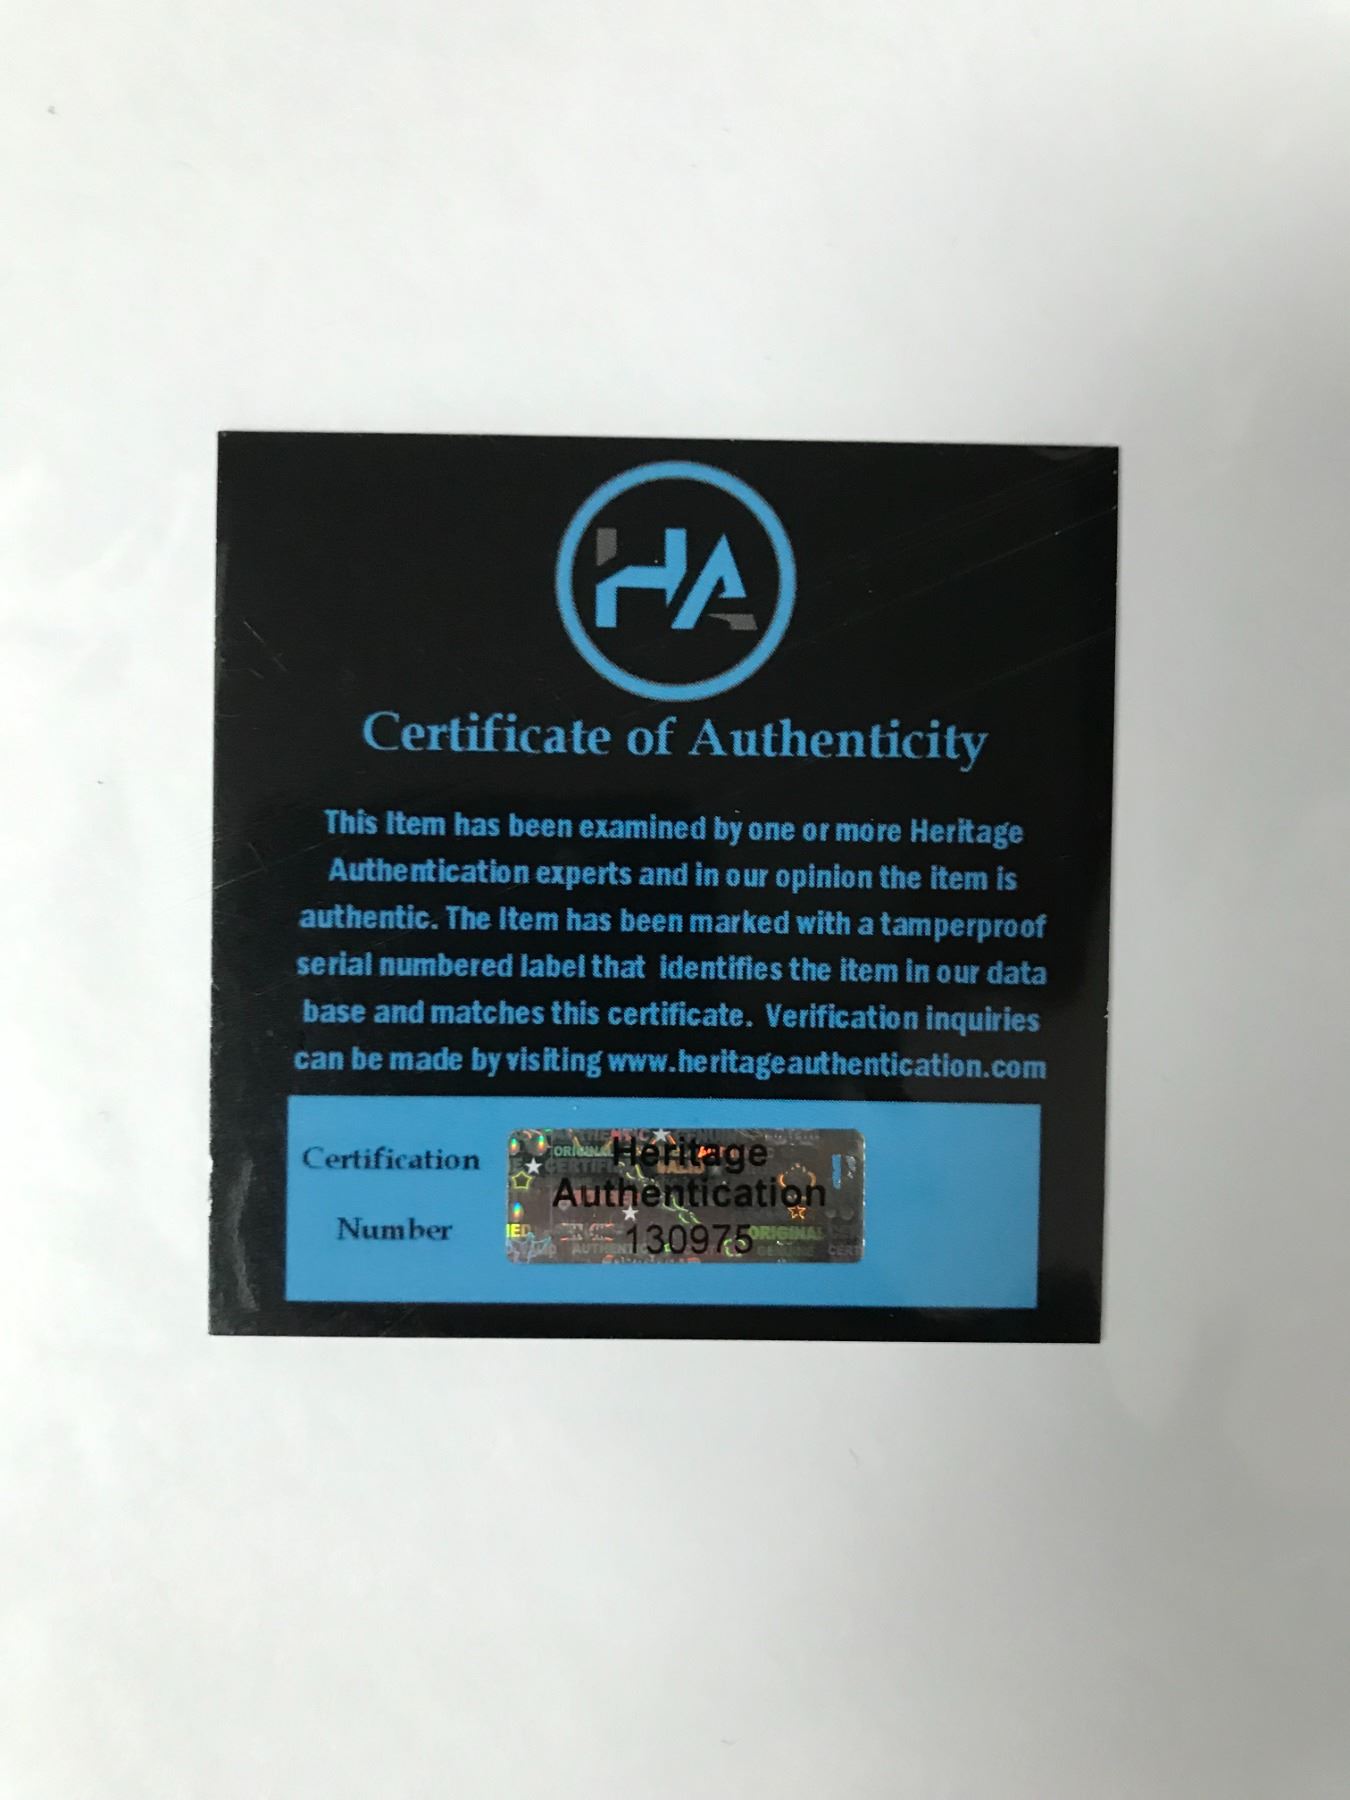 HA
Certificate of Authenticity
This Item has been examined by one or more Heritage
Authentication experts and in our opinion the item is
authentic. The Item has been marked with a tamperproof
serial numbered label that identifies the item in our data
base and matches this certificate. Verification inquiries
can be made by visiting www.heritageauthentication.com
Certification
Number
Heritage
Authentication
130975
ORIGINAL
ORIGINAL
GENUINE